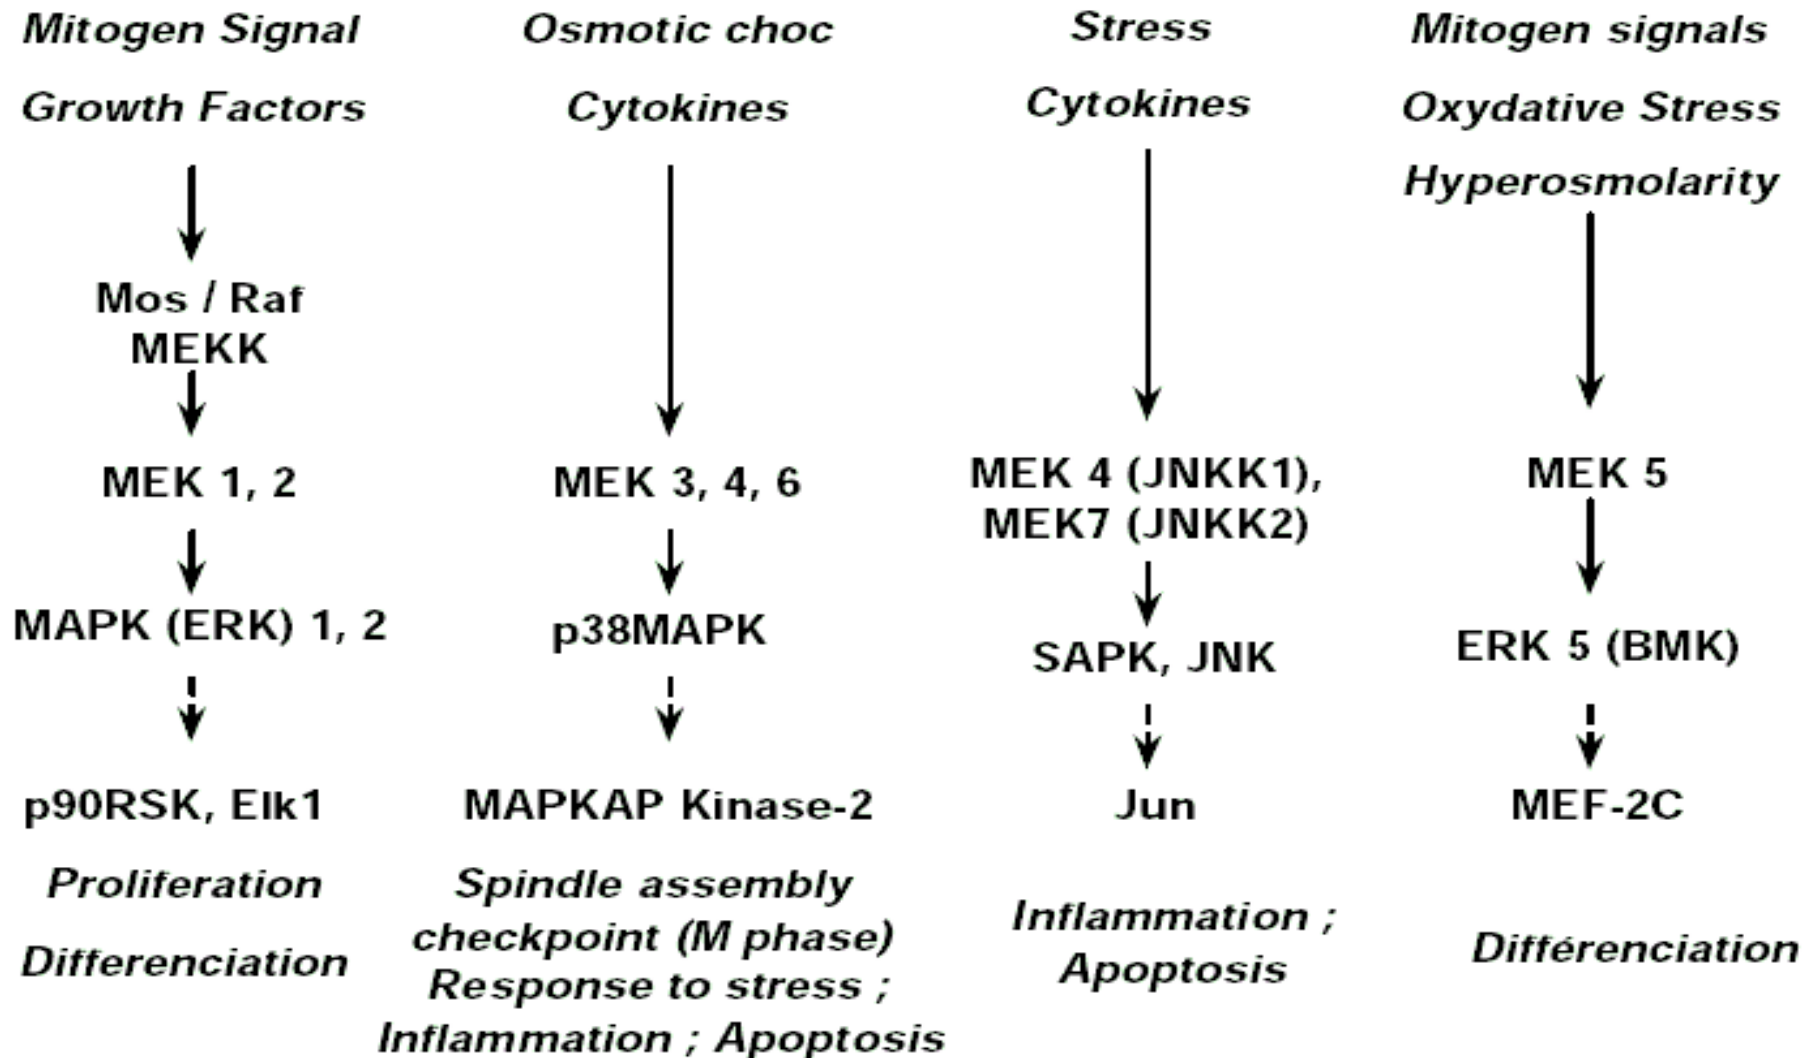 Mitogen Signal
Growth Factors
Mos / Raf
MEKK
MEK 1, 2
MAPK (ERK) 1, 2
p90RSK, Elk1
Proliferation
Differenciation
Osmotic choc
Cytokines
MEK 3, 4, 6
p38MAPK
MAPKAP Kinase-2
Spindle assembly
checkpoint (M phase)
Response to stress ;
Inflammation ; Apoptosis
Stress
Cytokines
MEK 4 (JNKK1),
MEK7 (JNKK2)
SAPK, JNK
Jun
Inflammation ;
Apoptosis
Mitogen signals
Oxydative Stress
Hyperosmolarity
MEK 5
ERK 5 (BMK)
MEF-2C
Différenciation